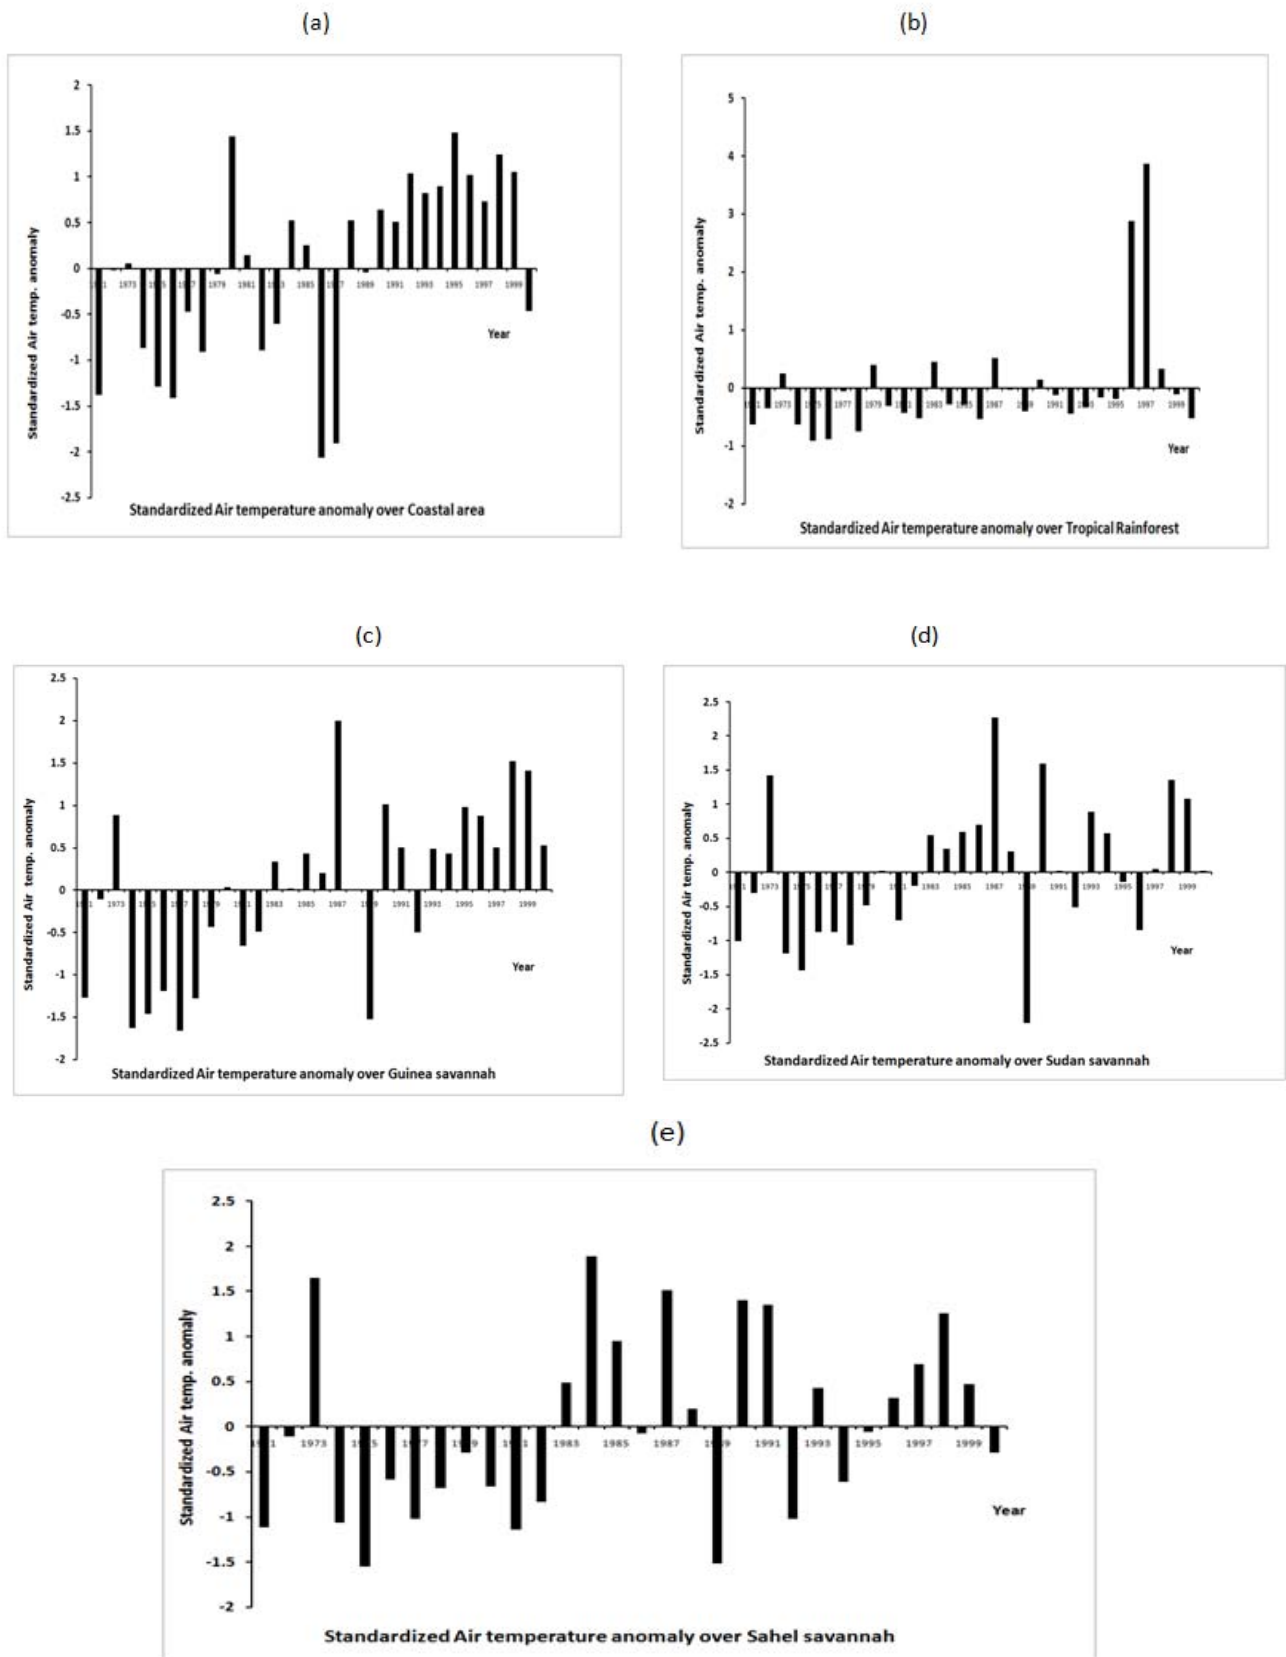 (a)
2
1.5
1
0.5
0
-0.5
-1
-1.5
-2
-2.5
Standardized Air temp. anomaly
1973 1979 1981 1985 1989 1991 1993 1995 1997 1999
Year
Standardized Air temperature anomaly over Coastal area
(b)
5
4
3
2
1
0
-1
-2
Standardized Air temp. anomaly
1973 1977 1979 1983 1987 1991 1995 1997 1999
Year
Standardized Air temperature anomaly over Tropical Rainforest
(c)
2.5
2
1.5
1
0.5
0
-0.5
-1
-1.5
-2
Standardized Air temp. anomaly
1973 1983 1985 1987 1991 1993 1995 1997 1999
Year
Standardized Air temperature anomaly over Guinea savannah
(d)
2.5
2
1.5
1
0.5
0
-0.5
-1
-1.5
-2
-2.5
Standardized Air temp. anomaly
1973 1983 1985 1987 1991 1993 1995 1997 1999
Year
Standardized Air temperature anomaly over Sudan savannah
(e)
2.5
2
1.5
1
0.5
0
-0.5
-1
-1.5
-2
Standardized Air temp. anomaly
1973 1983 1985 1987 1991 1993 1995 1997 1999
Year
Standardized Air temperature anomaly over Sahel savannah